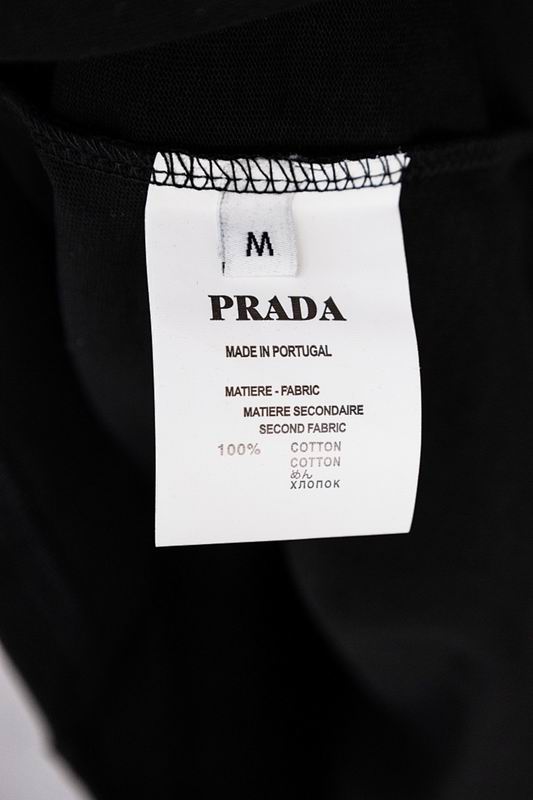 M
PRADA
MADE IN PORTUGAL
MATIERE - FABRIC
MATIERE SECONDAIRE
SECOND FABRIC
100% COTTON
COTTON
めん
ХЛОПОК